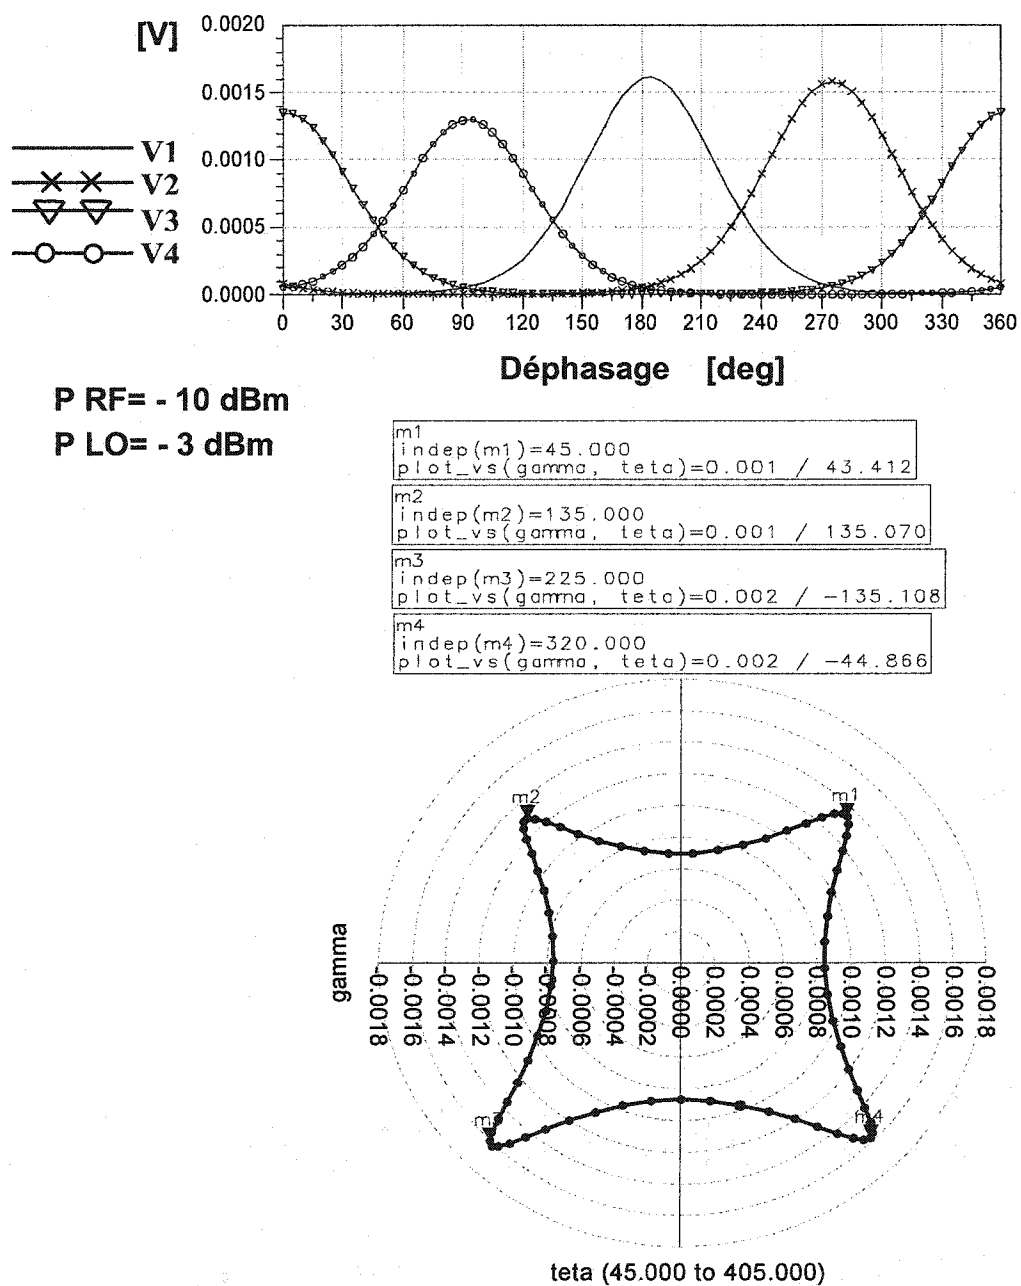 [V]
0.0020
0.0015
0.0010
0.0005
0.0000
V1
V2
V3
V4
0 30 60 90 120 150 180 210 240 270 300 330 360
Déphasage [deg]
P RF= - 10 dBm
P LO= - 3 dBm
m1
indep(m1)=45.000
plot_vs(gamma, teta)=0.001 / 43.412
m2
indep(m2)=135.000
plot_vs(gamma, teta)=0.001 / 135.070
m3
indep(m3)=225.000
plot_vs(gamma, teta)=0.002 / -135.108
m4
indep(m4)=320.000
plot_vs(gamma, teta)=0.002 / -44.866
m2
m1
gamma
-0.0018 -0.0016 -0.0014 -0.0012 -0.0010 -0.0008 -0.0006 -0.0004 -0.0002 0.0000 0.0002 0.0004 0.0006 0.0008 0.0010 0.0012 0.0014 0.0016 0.0018
m3
m4
teta (45.000 to 405.000)